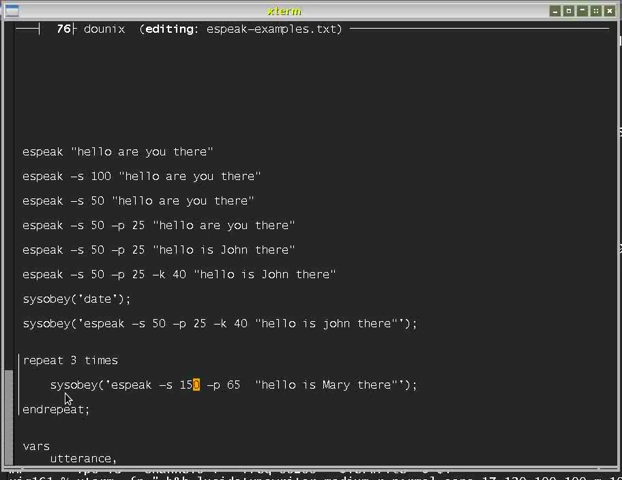 xterm
76 dounix (editing: espeak-examples.txt)
espeak "hello are you there"
espeak -s 100 "hello are you there"
espeak -s 50 "hello are you there"
espeak -s 50 -p 25 "hello are you there"
espeak -s 50 -p 25 "hello is John there"
espeak -s 50 -p 25 -k 40 "hello is John there"
sysobey('date');
sysobey('espeak -s 50 -p 25 -k 40 "hello is john there"');
repeat 3 times
sysobey('espeak -s 150 -p 65  "hello is Mary there"');
endrepeat;
vars
utterance,